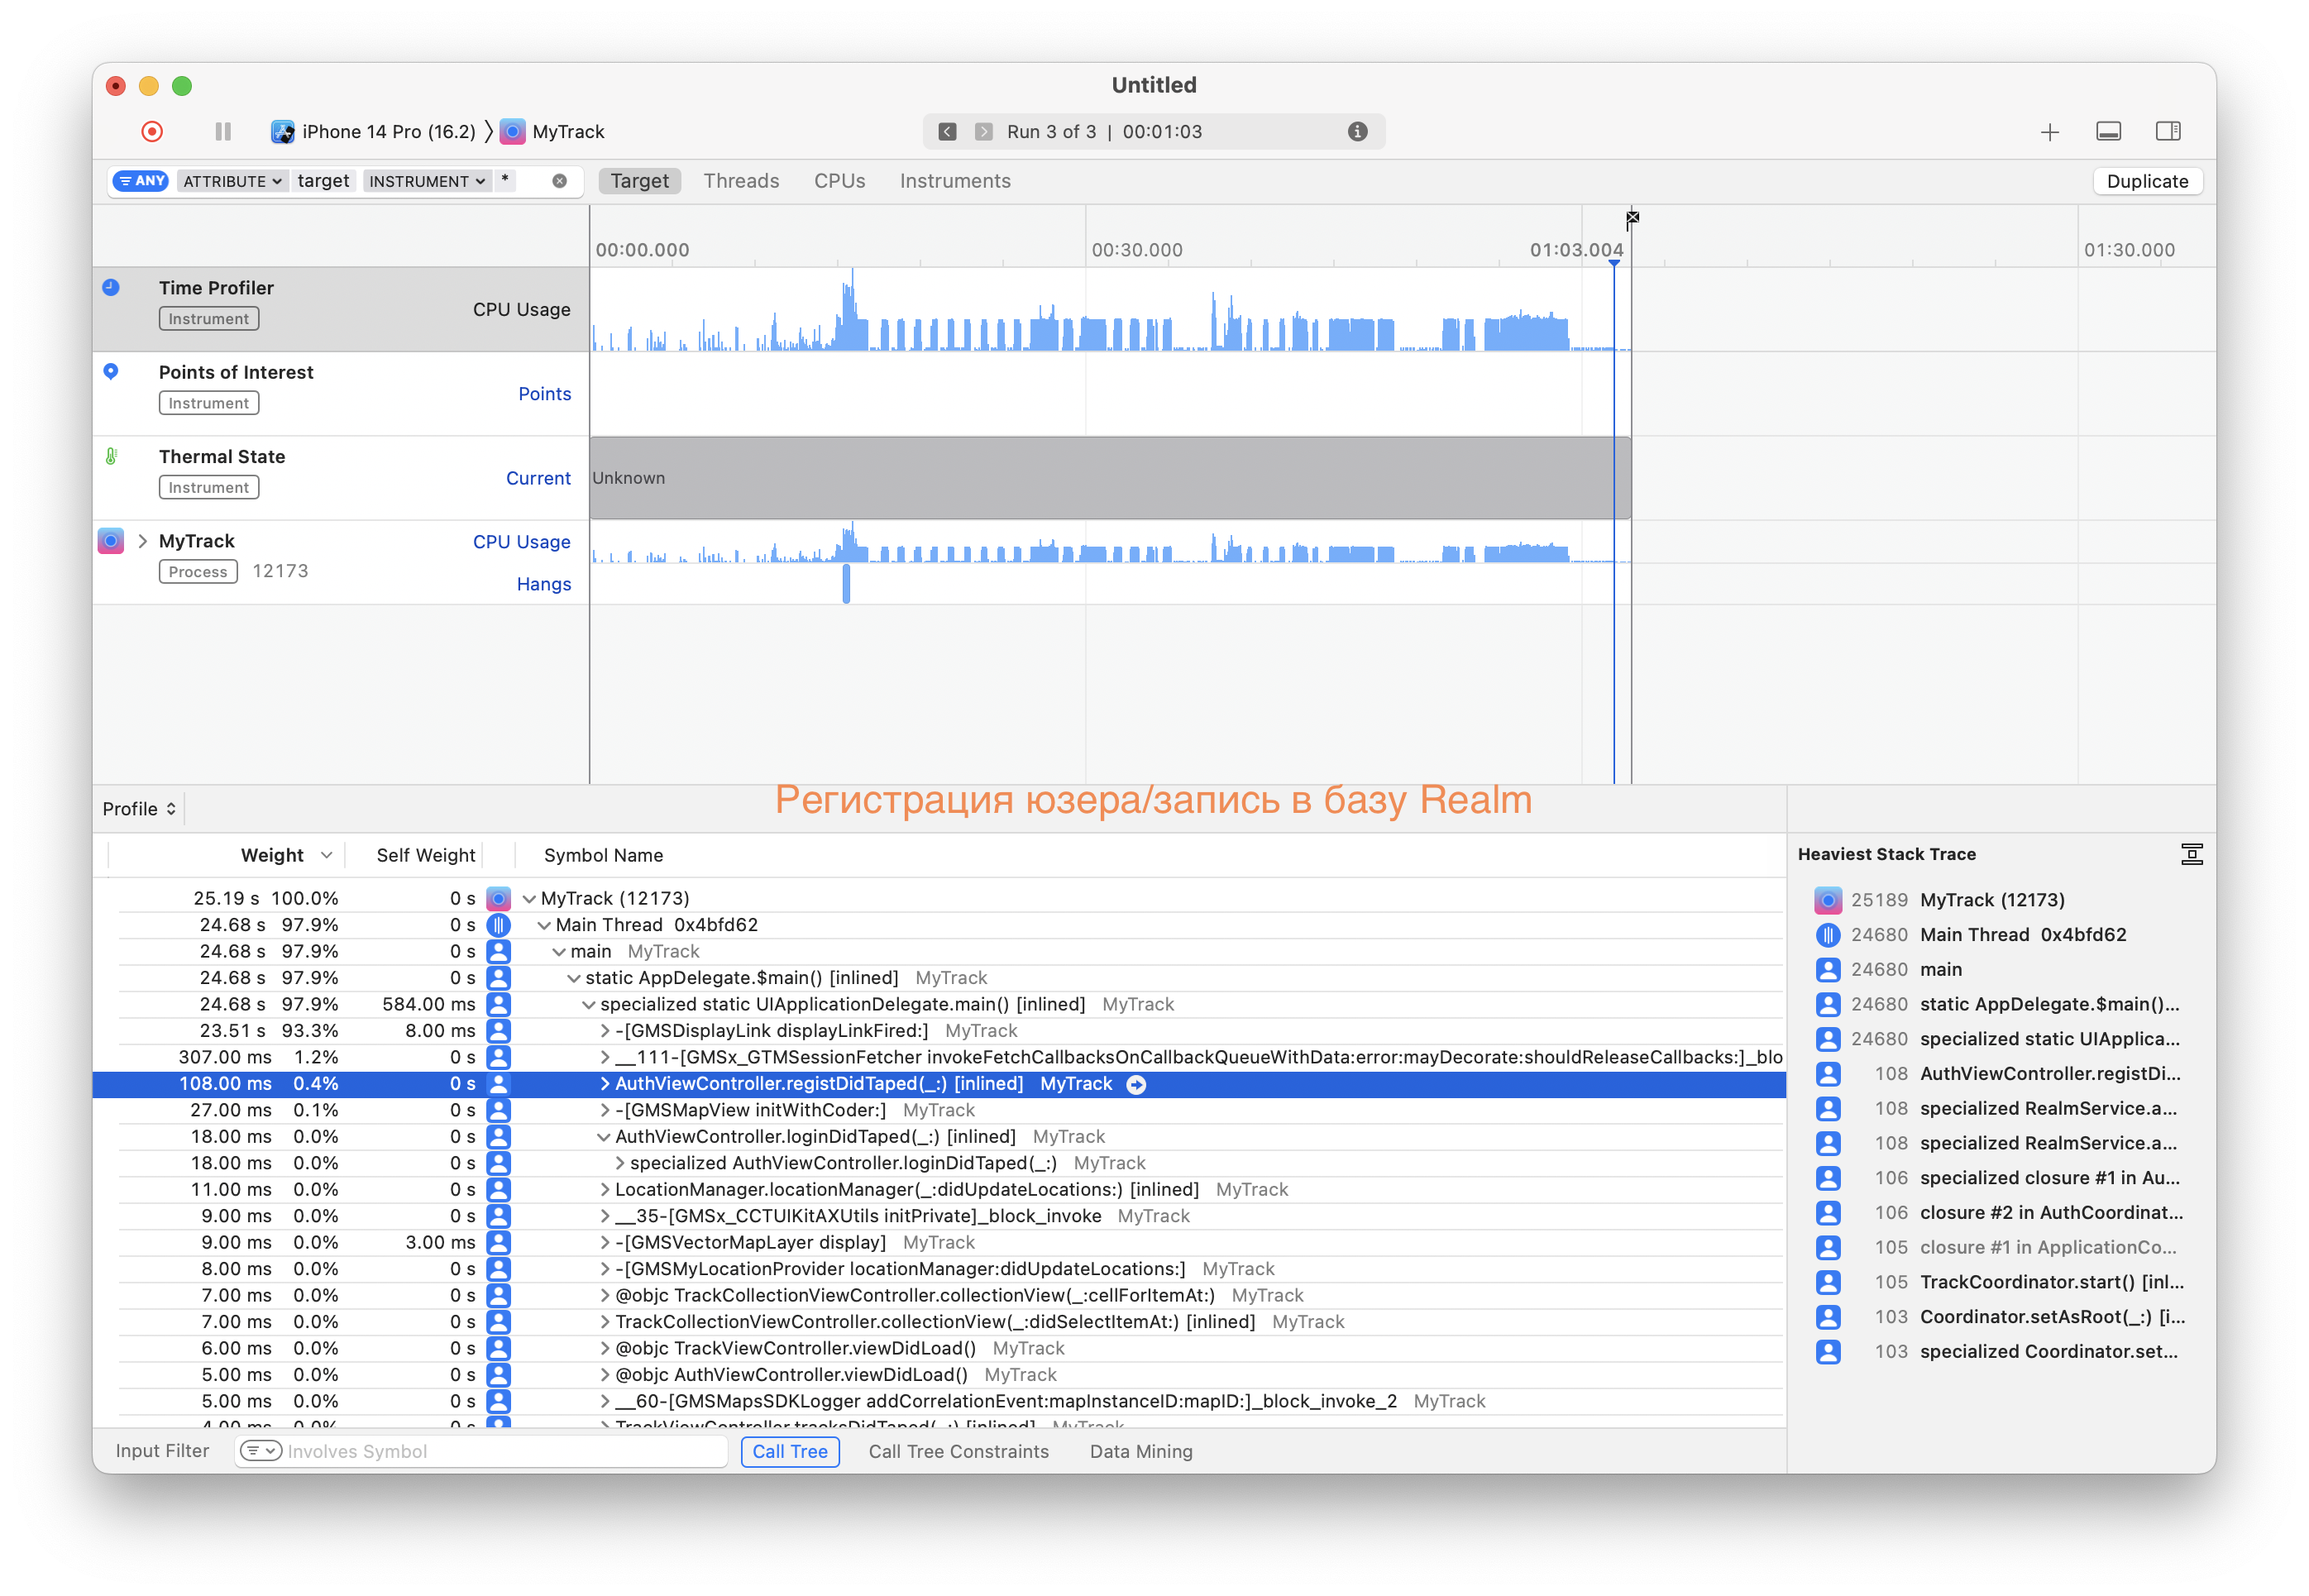 Untitled
iPhone 14 Pro (16.2) MyTrack
Run 3 of 3 | 00:01:03
ANY ATTRIBUTE target INSTRUMENT *
Target Threads CPUs Instruments
Duplicate
00:00.000 00:30.000 01:03.004 01:30.000
Time Profiler
Instrument
CPU Usage
Points of Interest
Instrument
Points
Thermal State
Instrument
Current
Unknown
MyTrack
Process 12173
CPU Usage
Hangs
Profile
Регистрация юзера/запись в базу Realm
Weight Self Weight Symbol Name
25.19 s 100.0% 0 s MyTrack (12173)
24.68 s 97.9% 0 s Main Thread 0x4bfd62
24.68 s 97.9% 0 s main MyTrack
24.68 s 97.9% 0 s static AppDelegate.$main() [inlined] MyTrack
24.68 s 97.9% 584.00 ms specialized static UIApplicationDelegate.main() [inlined] MyTrack
23.51 s 93.3% 8.00 ms -[GMSDisplayLink displayLinkFired:] MyTrack
307.00 ms 1.2% 0 s __111-[GMSx_GTMSessionFetcher invokeFetchCallbacksOnCallbackQueueWithData:error:mayDecorate:shouldReleaseCallbacks:]_blo
108.00 ms 0.4% 0 s AuthViewController.registDidTaped(_:) [inlined] MyTrack
27.00 ms 0.1% 0 s -[GMSMapView initWithCoder:] MyTrack
18.00 ms 0.0% 0 s AuthViewController.loginDidTaped(_:) [inlined] MyTrack
18.00 ms 0.0% 0 s specialized AuthViewController.loginDidTaped(_:) MyTrack
11.00 ms 0.0% 0 s LocationManager.locationManager(_:didUpdateLocations:) [inlined] MyTrack
9.00 ms 0.0% 0 s __35-[GMSx_CCTUIKitAXUtils initPrivate]_block_invoke MyTrack
9.00 ms 0.0% 3.00 ms -[GMSVectorMapLayer display] MyTrack
8.00 ms 0.0% 0 s -[GMSMyLocationProvider locationManager:didUpdateLocations:] MyTrack
7.00 ms 0.0% 0 s @objc TrackCollectionViewController.collectionView(_:cellForItemAt:) MyTrack
7.00 ms 0.0% 0 s TrackCollectionViewController.collectionView(_:didSelectItemAt:) [inlined] MyTrack
6.00 ms 0.0% 0 s @objc TrackViewController.viewDidLoad() MyTrack
5.00 ms 0.0% 0 s @objc AuthViewController.viewDidLoad() MyTrack
5.00 ms 0.0% 0 s __60-[GMSMapsSDKLogger addCorrelationEvent:mapInstanceID:mapID:]_block_invoke_2 MyTrack
4.00 ms 0.0% 0 s TrackViewController.tracksDidTaped(_:) [inlined] MyTrack
Heaviest Stack Trace
25189 MyTrack (12173)
24680 Main Thread 0x4bfd62
24680 main
24680 static AppDelegate.$main()...
24680 specialized static UIApplica...
108 AuthViewController.registDi...
108 specialized RealmService.a...
108 specialized RealmService.a...
106 specialized closure #1 in Au...
106 closure #2 in AuthCoordinat...
105 closure #1 in ApplicationCo...
105 TrackCoordinator.start() [inl...
103 Coordinator.setAsRoot(_:) [i...
103 specialized Coordinator.set...
Input Filter Involves Symbol Call Tree Call Tree Constraints Data Mining